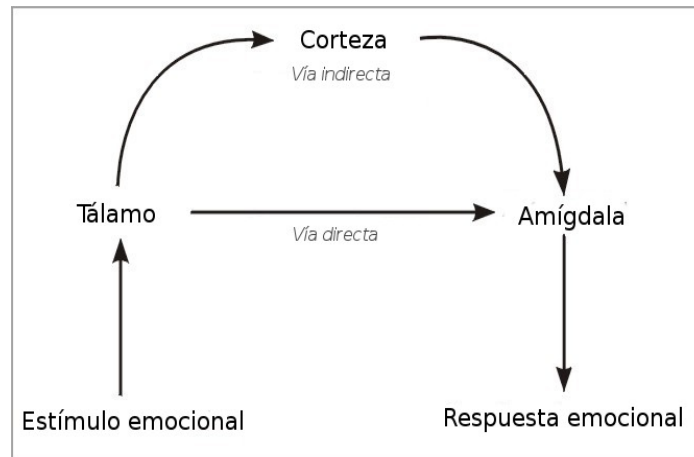 Corteza
Vía indirecta
Tálamo
Amígdala
Vía directa
Estímulo emocional
Respuesta emocional